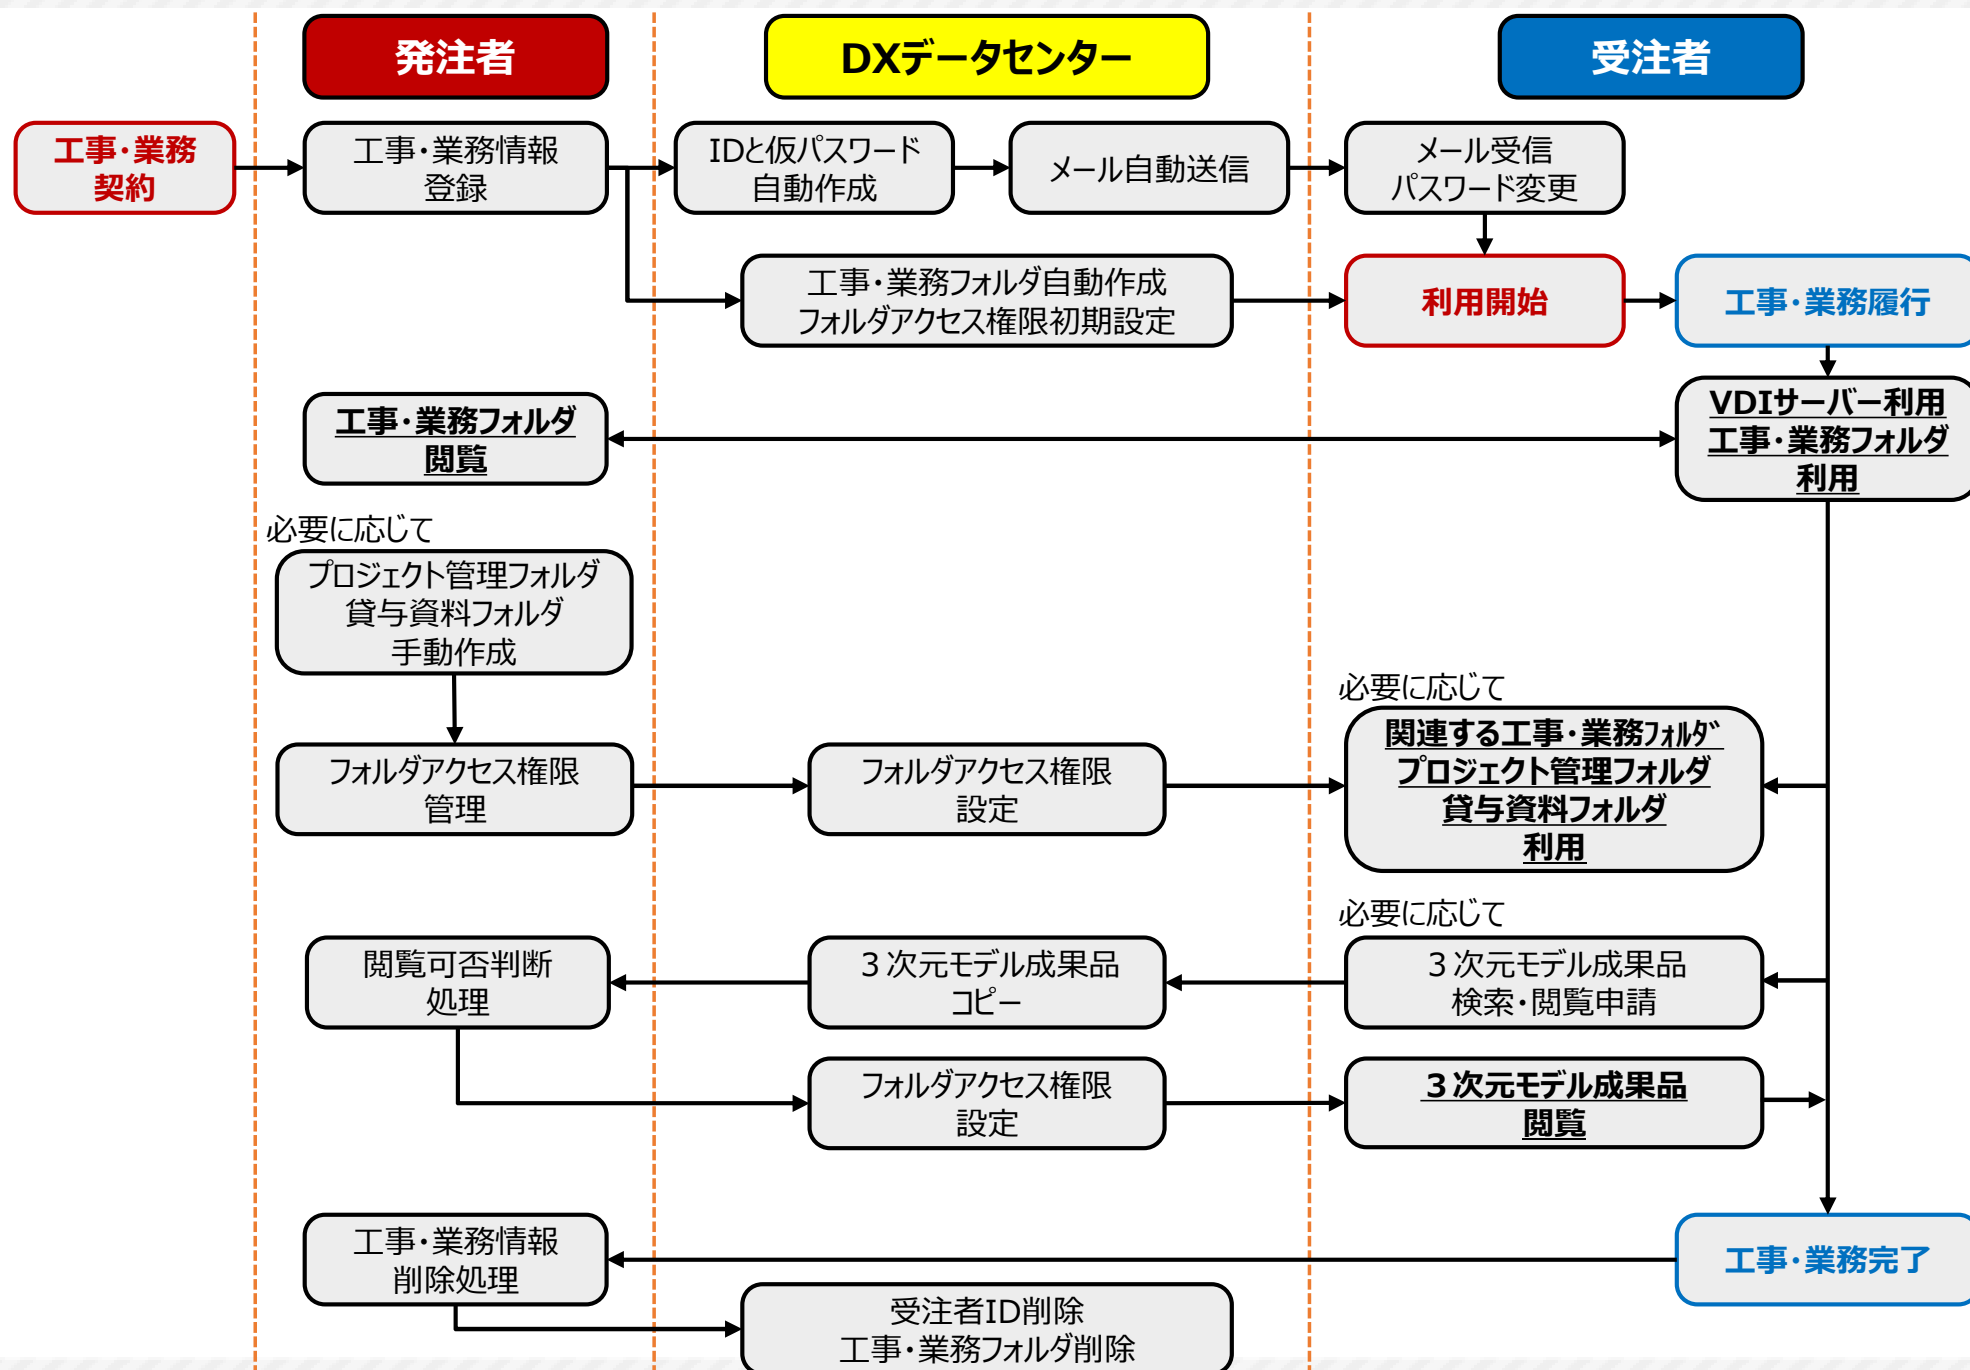 発注者
DXデータセンター
受注者
工事・業務
契約
工事・業務情報
登録
IDと仮パスワード
自動作成
メール自動送信
メール受信
パスワード変更
工事・業務フォルダ自動作成
フォルダアクセス権限初期設定
利用開始
工事・業務履行
工事・業務フォルダ
閲覧
VDIサーバー利用
工事・業務フォルダ
利用
必要に応じて
プロジェクト管理フォルダ
貸与資料フォルダ
手動作成
フォルダアクセス権限
管理
フォルダアクセス権限
設定
必要に応じて
関連する工事・業務フォルダ
プロジェクト管理フォルダ
貸与資料フォルダ
利用
必要に応じて
閲覧可否判断
処理
３次元モデル成果品
コピー
３次元モデル成果品
検索・閲覧申請
フォルダアクセス権限
設定
３次元モデル成果品
閲覧
工事・業務情報
削除処理
工事・業務完了
受注者ID削除
工事・業務フォルダ削除